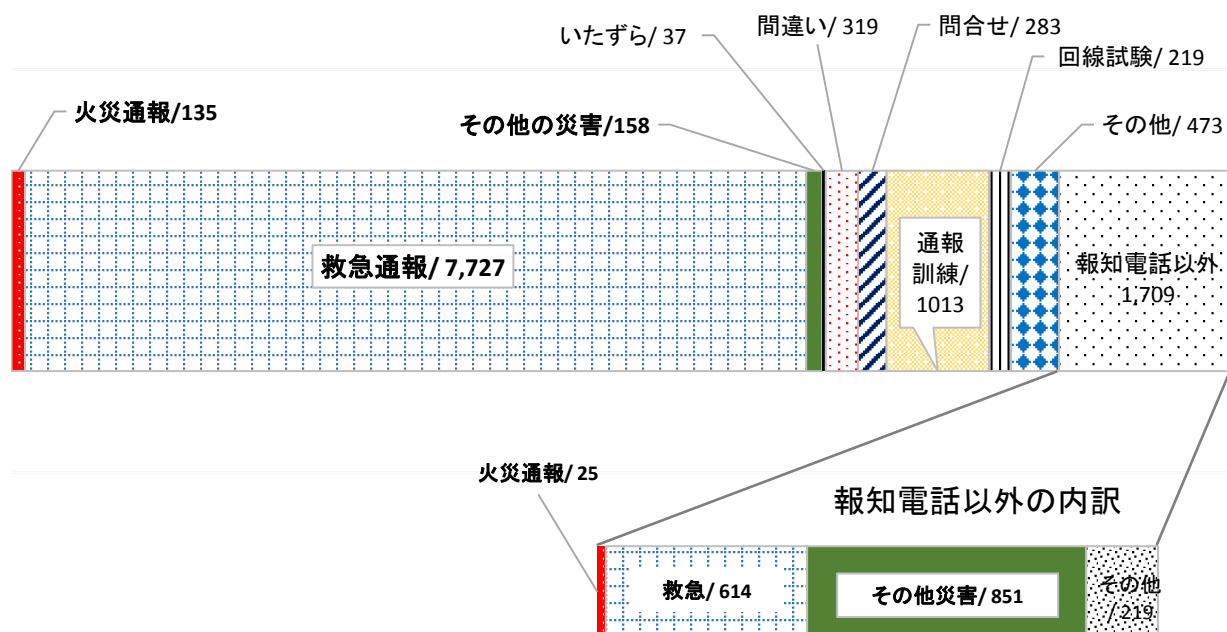 いたずら/ 37
間違い/ 319
問合せ/ 283
回線試験/ 219
火災通報/135
その他の災害/158
その他/ 473
救急通報/ 7,727
通報
訓練/
1013
報知電話以外
1,709
火災通報/ 25
報知電話以外の内訳
救急/ 614
その他災害/ 851
その他
/ 219